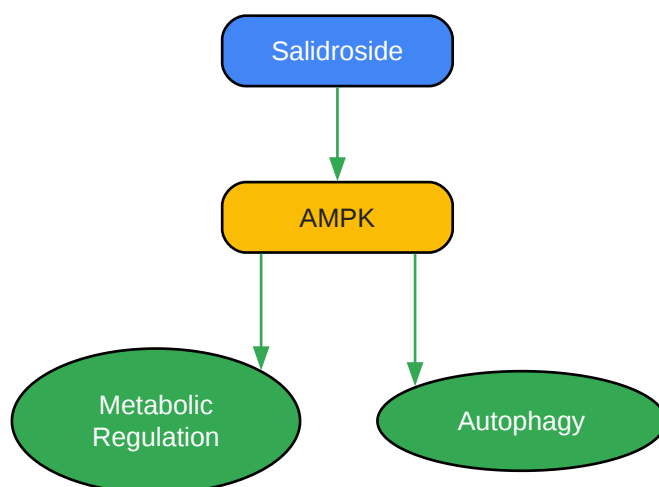 Salidroside
AMPK
Metabolic
Regulation
Autophagy